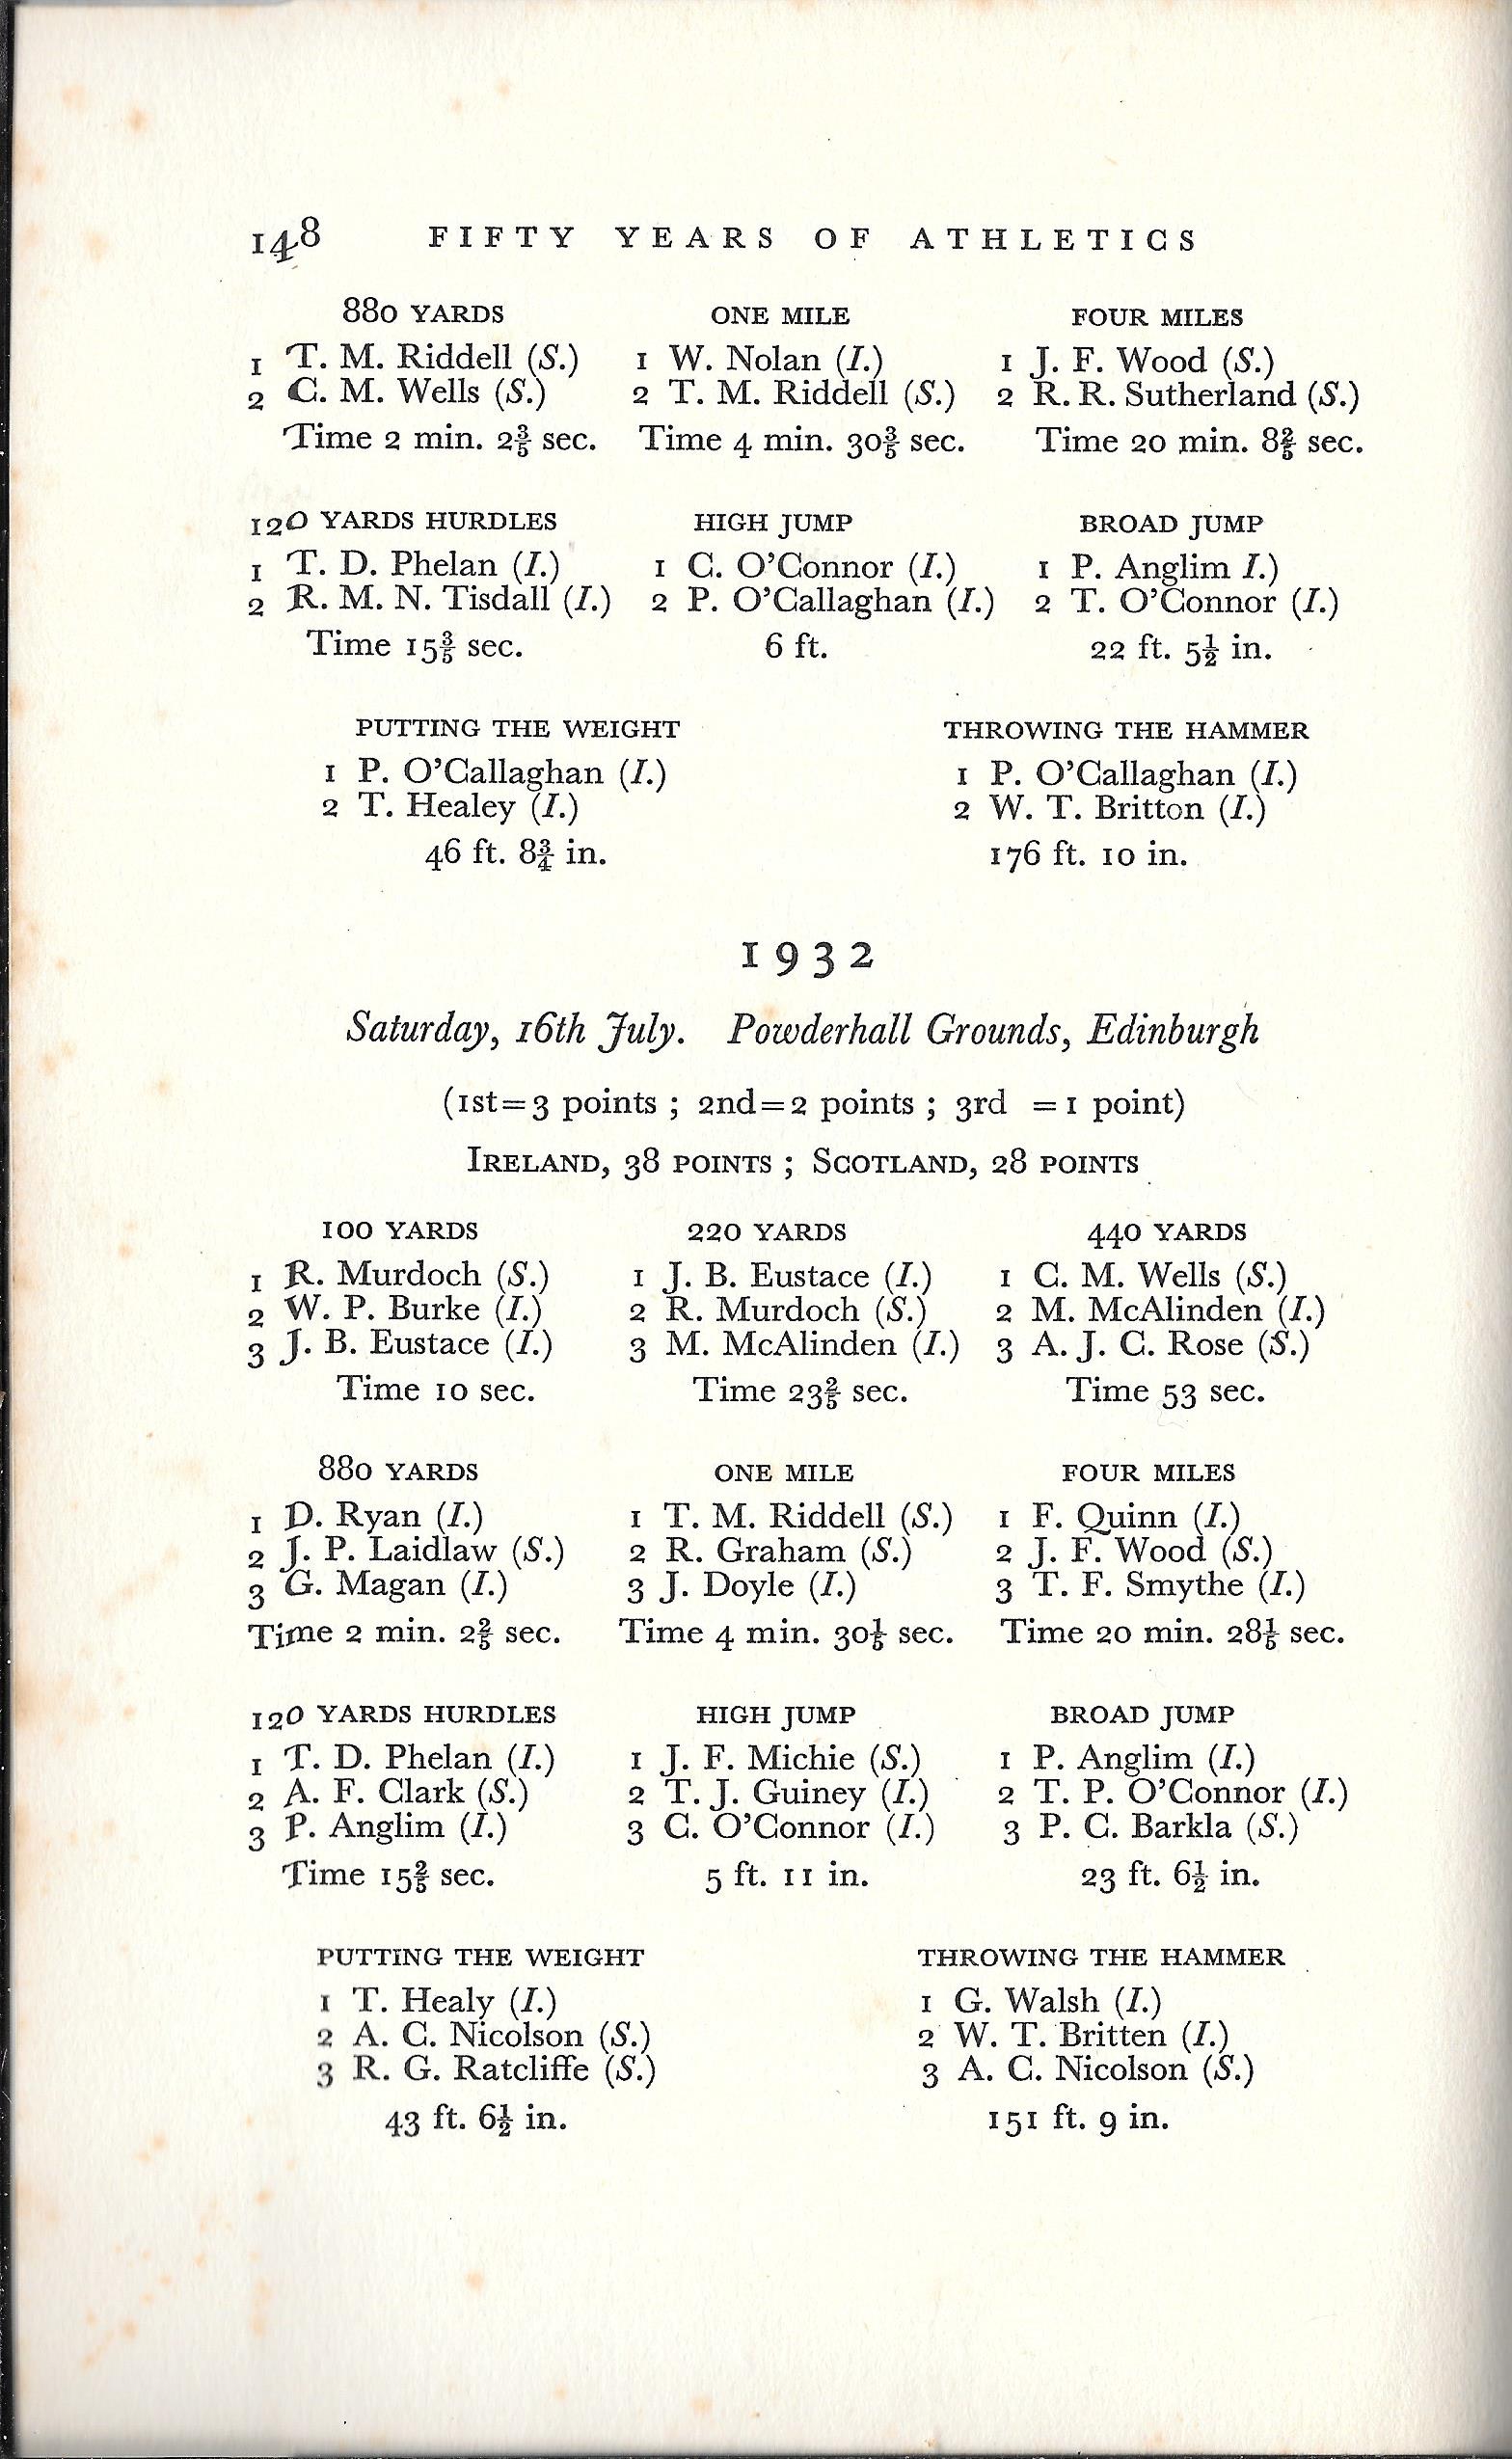 148 FIFTY YEARS OF ATHLETICS
880 YARDS
1 T. M. Riddell (S.)
2 C. M. Wells (S.)
Time 2 min. 2⅗ sec.
ONE MILE
1 W. Nolan (I.)
2 T. M. Riddell (S.)
Time 4 min. 30⅗ sec.
FOUR MILES
1 J. F. Wood (S.)
2 R. R. Sutherland (S.)
Time 20 min. 8⅖ sec.
120 YARDS HURDLES
1 T. D. Phelan (I.)
2 R. M. N. Tisdall (I.)
Time 15⅗ sec.
HIGH JUMP
1 C. O'Connor (I.)
2 P. O'Callaghan (I.)
6 ft.
BROAD JUMP
1 P. Anglim I.)
2 T. O'Connor (I.)
22 ft. 5½ in.
PUTTING THE WEIGHT
1 P. O'Callaghan (I.)
2 T. Healey (I.)
46 ft. 8¾ in.
THROWING THE HAMMER
1 P. O'Callaghan (I.)
2 W. T. Britton (I.)
176 ft. 10 in.
1932
Saturday, 16th July. Powderhall Grounds, Edinburgh
(1st=3 points ; 2nd=2 points ; 3rd =1 point)
IRELAND, 38 POINTS ; SCOTLAND, 28 POINTS
100 YARDS
1 R. Murdoch (S.)
2 W. P. Burke (I.)
3 J. B. Eustace (I.)
Time 10 sec.
220 YARDS
1 J. B. Eustace (I.)
2 R. Murdoch (S.)
3 M. McAlinden (I.)
Time 23⅖ sec.
440 YARDS
1 C. M. Wells (S.)
2 M. McAlinden (I.)
3 A. J. C. Rose (S.)
Time 53 sec.
880 YARDS
1 D. Ryan (I.)
2 J. P. Laidlaw (S.)
3 G. Magan (I.)
Time 2 min. 2⅖ sec.
ONE MILE
1 T. M. Riddell (S.)
2 R. Graham (S.)
3 J. Doyle (I.)
Time 4 min. 30⅕ sec.
FOUR MILES
1 F. Quinn (I.)
2 J. F. Wood (S.)
3 T. F. Smythe (I.)
Time 20 min. 28⅕ sec.
120 YARDS HURDLES
1 T. D. Phelan (I.)
2 A. F. Clark (S.)
3 P. Anglim (I.)
Time 15⅖ sec.
HIGH JUMP
1 J. F. Michie (S.)
2 T. J. Guiney (I.)
3 C. O'Connor (I.)
5 ft. 11 in.
BROAD JUMP
1 P. Anglim (I.)
2 T. P. O'Connor (I.)
3 P. C. Barkla (S.)
23 ft. 6½ in.
PUTTING THE WEIGHT
1 T. Healy (I.)
2 A. C. Nicolson (S.)
3 R. G. Ratcliffe (S.)
43 ft. 6½ in.
THROWING THE HAMMER
1 G. Walsh (I.)
2 W. T. Britten (I.)
3 A. C. Nicolson (S.)
151 ft. 9 in.